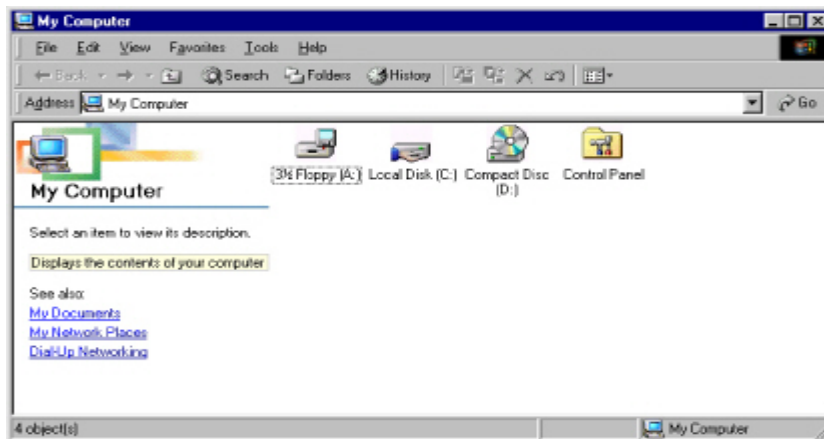 My Computer
File Edit View Favorites Tools Help
Back Search Folders History
Address My Computer Go
3½ Floppy (A:) Local Disk (C:) Compact Disc (D:) Control Panel
My Computer
Select an item to view its description.
Displays the contents of your computer
See also:
My Documents
My Network Places
Dial-Up Networking
4 object(s) My Computer